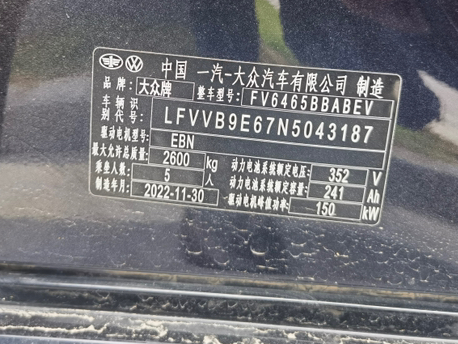 中国 一汽-大众汽车有限公司 制造
品牌: 大众牌 整车型号: FV6465BBABEV
车辆识别代号: LFVVB9E67N5043187
驱动电机型号: EBN
最大允许总质量: 2600 kg 动力电池系统额定电压: 352 V
乘坐人数: 5 人 动力电池系统额定容量: 241 Ah
制造年月: 2022-11-30 驱动电机峰值功率: 150 kW